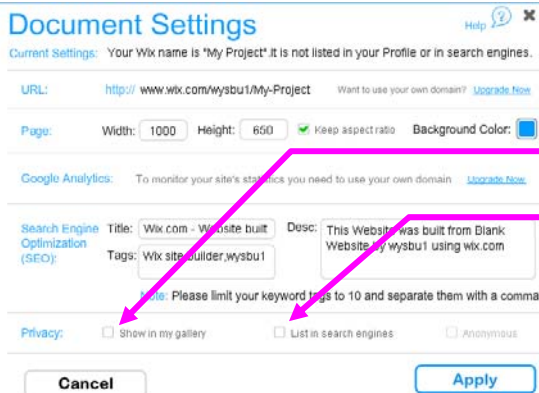 Document Settings
Help
Current Settings: Your Wix name is "My Project".It is not listed in your Profile or in search engines.
URL: http:// www.wix.com/wysbu1/My-Project Want to use your own domain? Upgrade Now
Page: Width: 1000 Height: 650 Keep aspect ratio Background Color:
Google Analytics: To monitor your site's statistics you need to use your own domain Upgrade Now
Search Engine Optimization (SEO):
Title: Wix.com - Website built
Desc: This Website was built from Blank
Website by wysbu1 using wix.com
Tags: Wix site builder,wysbu1
Note: Please limit your keyword tags to 10 and separate them with a comma
Privacy: Show in my gallery List in search engines Anonymous
Cancel Apply